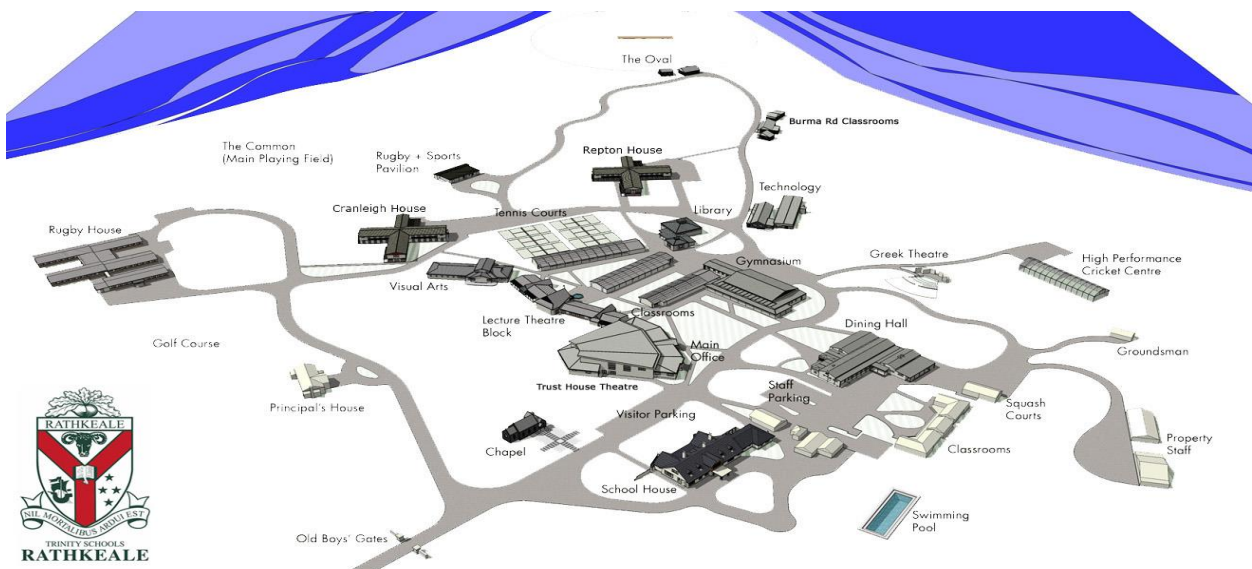 The Oval
Burma Rd Classrooms
The Common
(Main Playing Field)
Rugby + Sports
Pavilion
Repton House
Technology
Cranleigh House
Tennis Courts
Library
Rugby House
Greek Theatre
High Performance
Cricket Centre
Gymnasium
Visual Arts
Lecture Theatre
Block
Classrooms
Dining Hall
Main
Office
Golf Course
Groundsman
Trust House Theatre
Principal's House
Staff
Parking
Squash
Courts
Visitor Parking
Chapel
Classrooms
Property
Staff
School House
Swimming
Pool
Old Boys' Gates
RATHKEALE
NIL MORTALIBUS ARDUI EST
TRINITY SCHOOLS
RATHKEALE